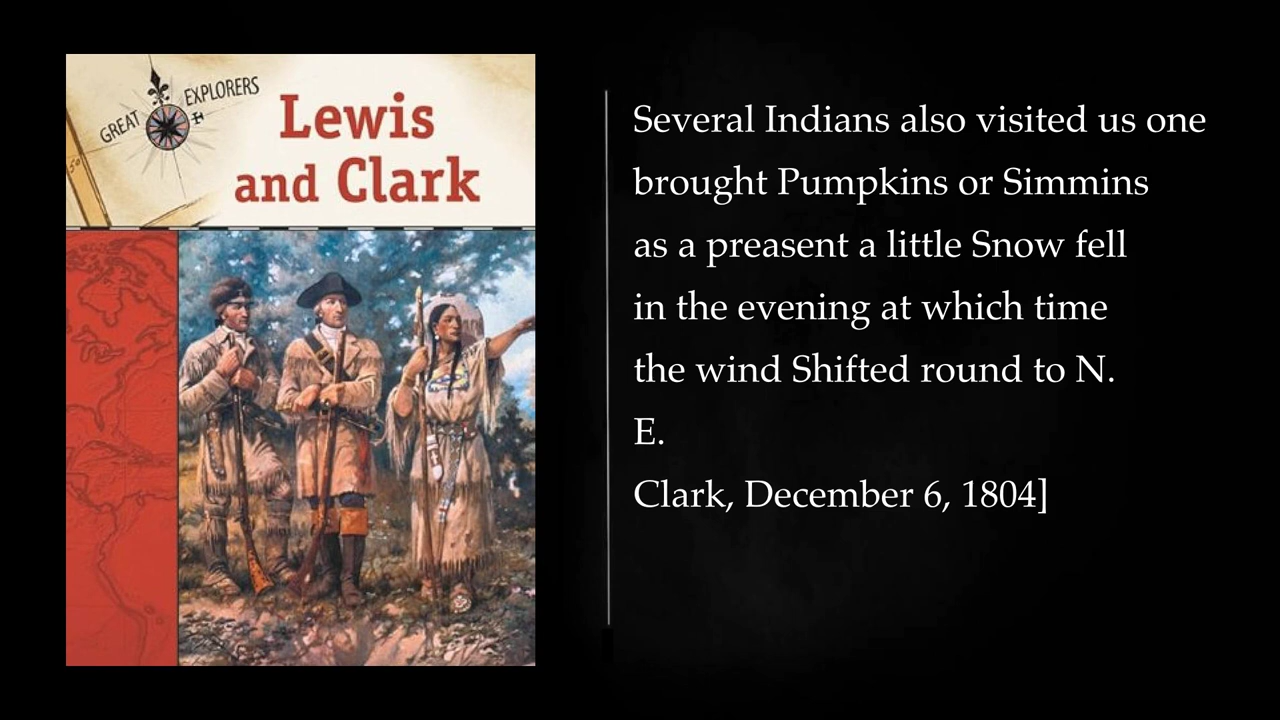 GREAT EXPLORERS
Lewis
and Clark
Several Indians also visited us one
brought Pumpkins or Simmins
as a preasent a little Snow fell
in the evening at which time
the wind Shifted round to N.
E.
Clark, December 6, 1804]